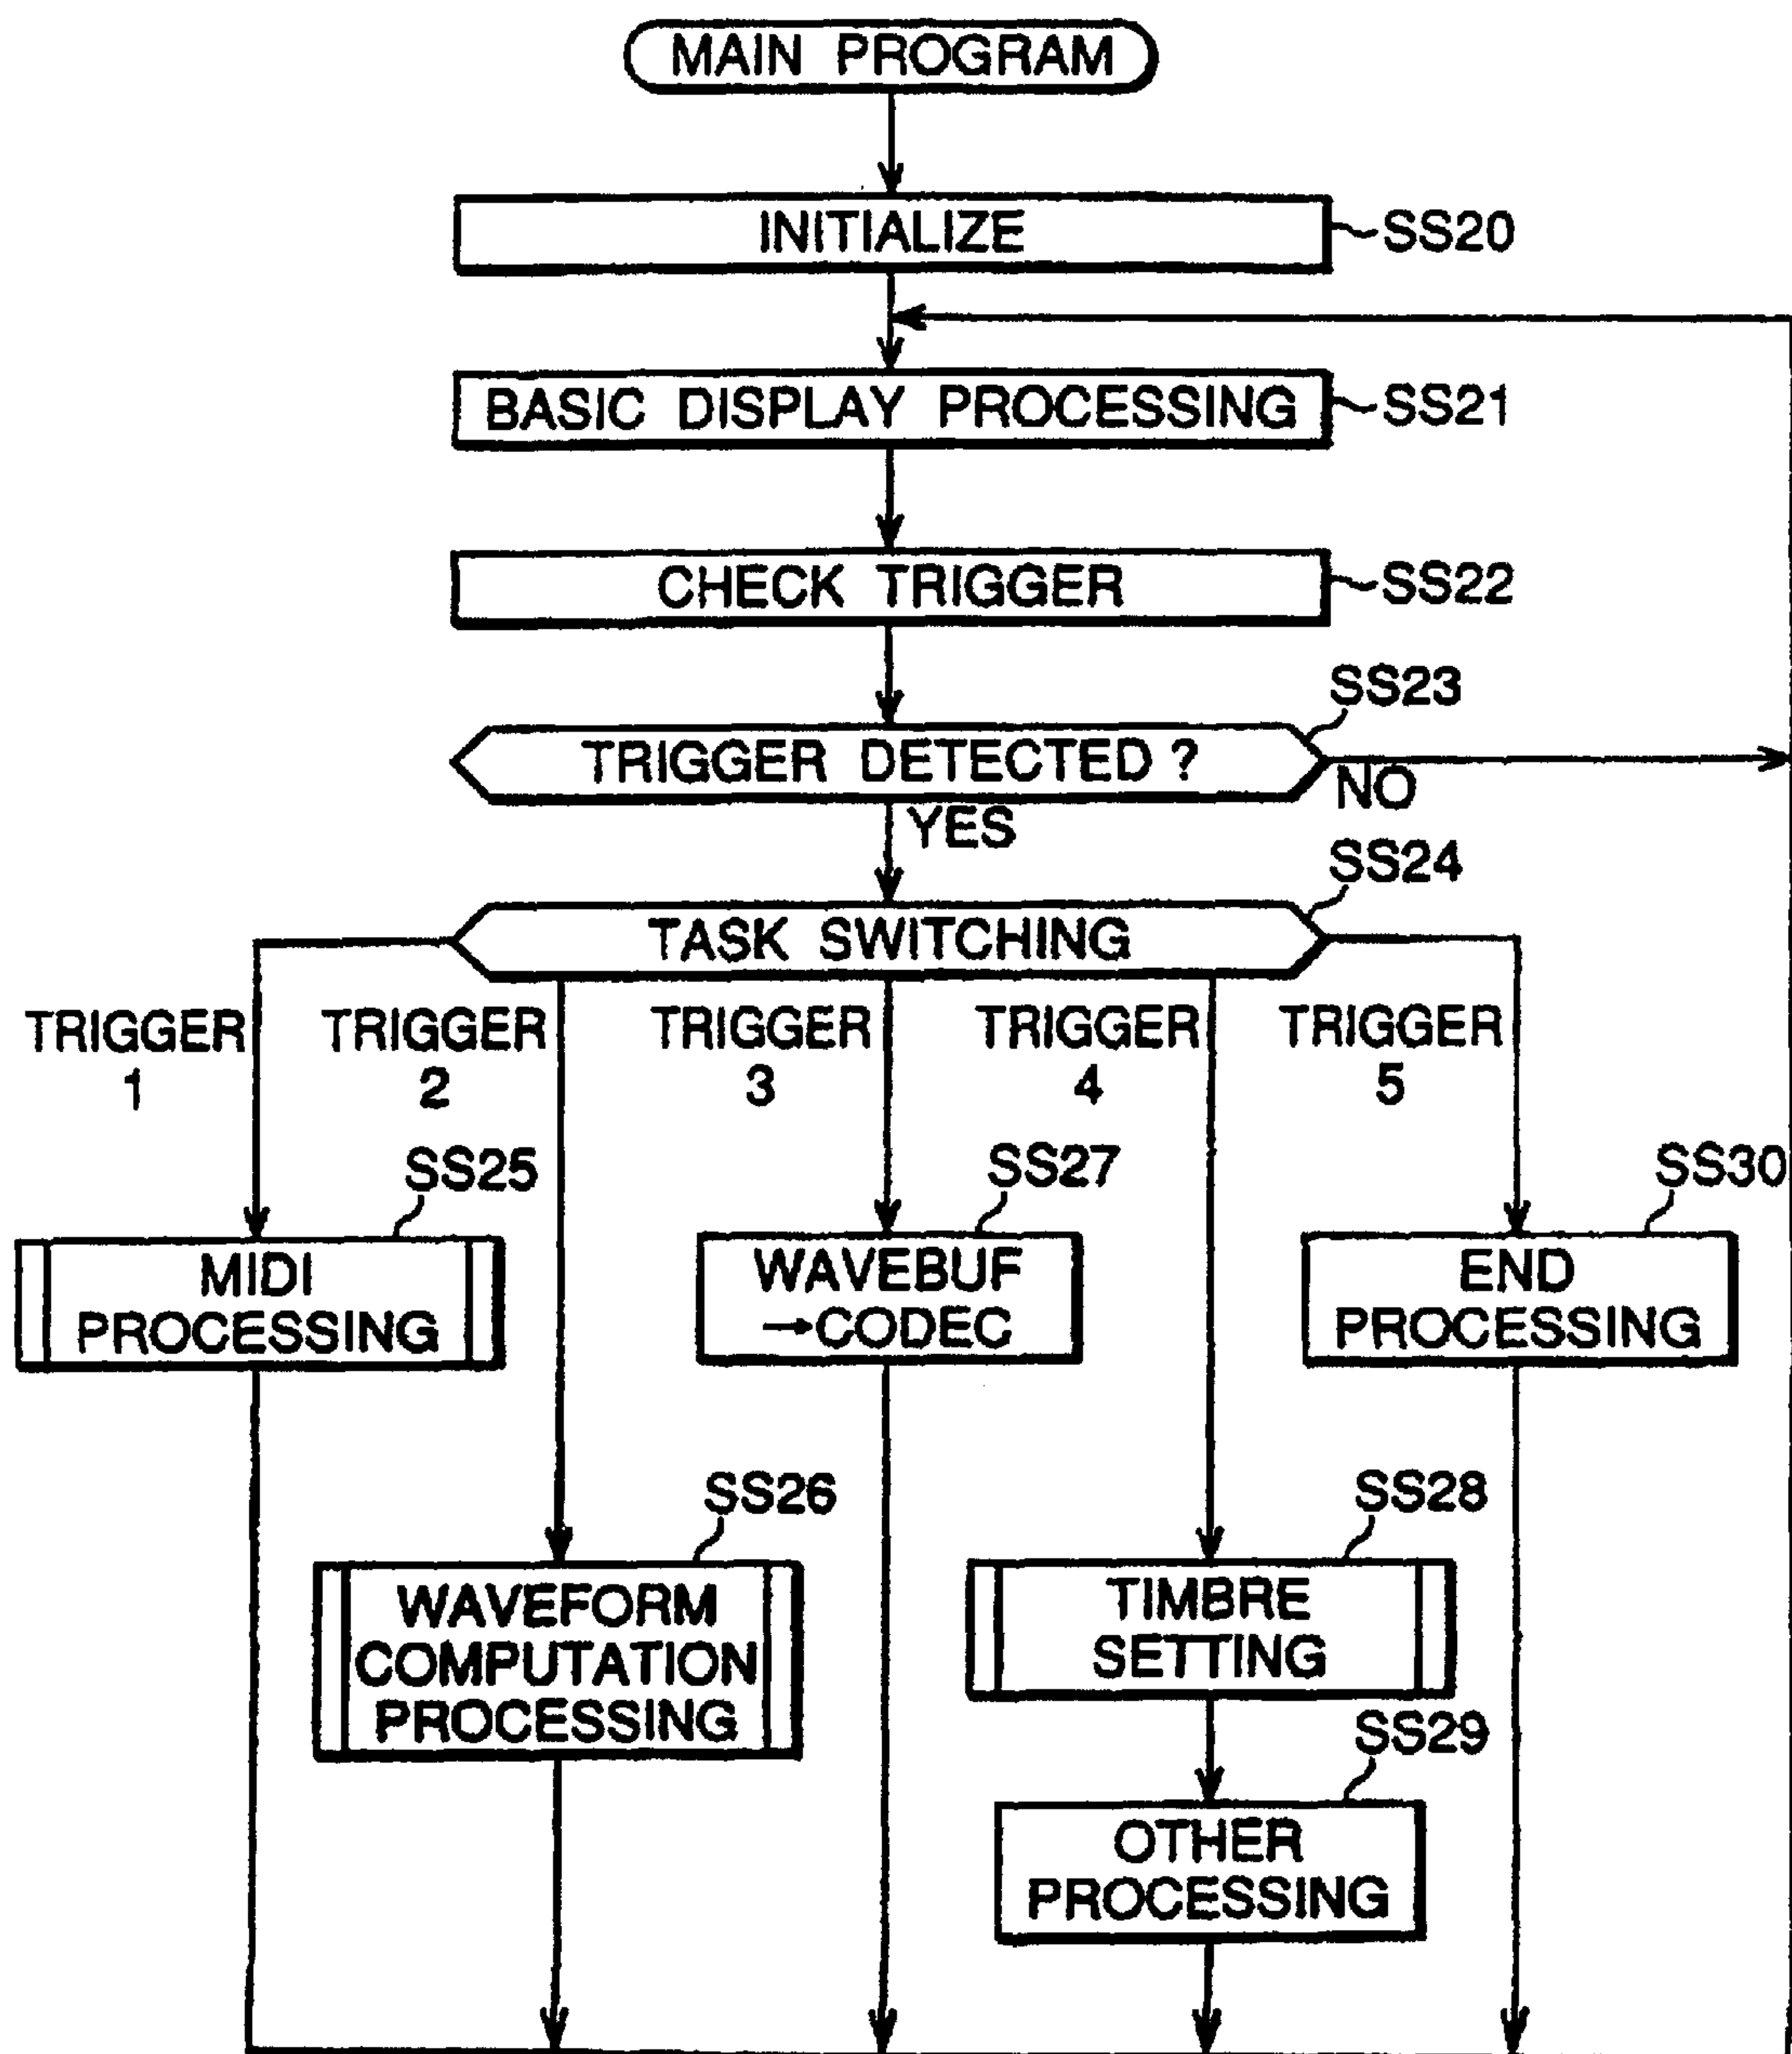 MAIN PROGRAM
INITIALIZE
SS20
BASIC DISPLAY PROCESSING
SS21
CHECK TRIGGER
SS22
SS23
TRIGGER DETECTED ?
NO
YES
SS24
TASK SWITCHING
TRIGGER
1
TRIGGER
2
TRIGGER
3
TRIGGER
4
TRIGGER
5
SS25
MIDI
PROCESSING
SS27
WAVEBUF
→CODEC
SS30
END
PROCESSING
SS26
WAVEFORM
COMPUTATION
PROCESSING
SS28
TIMBRE
SETTING
SS29
OTHER
PROCESSING